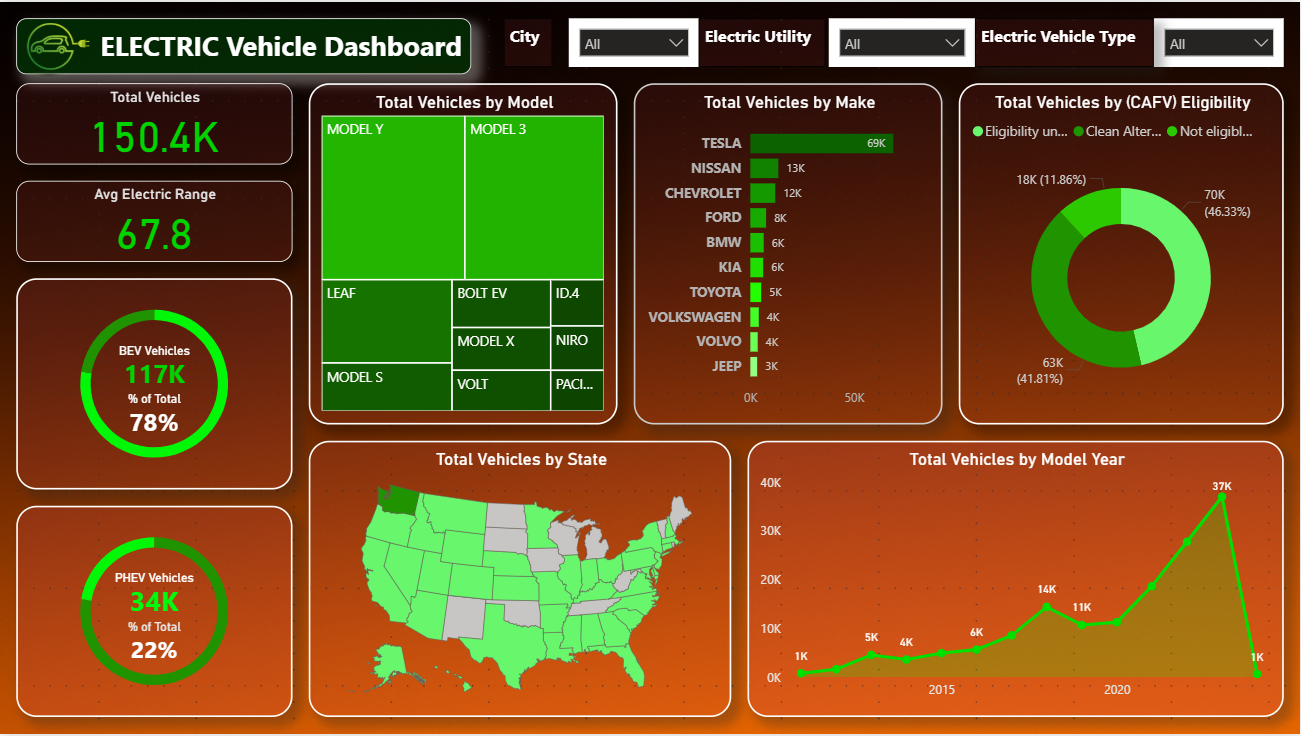 ELECTRIC Vehicle Dashboard
City
All
Electric Utility
All
Electric Vehicle Type
All
Total Vehicles
150.4K
Avg Electric Range
67.8
BEV Vehicles
117K
% of Total
78%
PHEV Vehicles
34K
% of Total
22%
Total Vehicles by Model
MODEL Y
MODEL 3
LEAF
BOLT EV
ID.4
MODEL X
NIRO
MODEL S
VOLT
PACI...
Total Vehicles by Make
TESLA 69K
NISSAN 13K
CHEVROLET 12K
FORD 8K
BMW 6K
KIA 6K
TOYOTA 5K
VOLKSWAGEN 4K
VOLVO 4K
JEEP 3K
0K 50K
Total Vehicles by (CAFV) Eligibility
Eligibility un... Clean Alter... Not eligibl...
18K (11.86%)
70K
(46.33%)
63K
(41.81%)
Total Vehicles by State
Total Vehicles by Model Year
40K
30K
20K
10K
0K
1K
5K
4K
6K
14K
11K
37K
1K
2015 2020